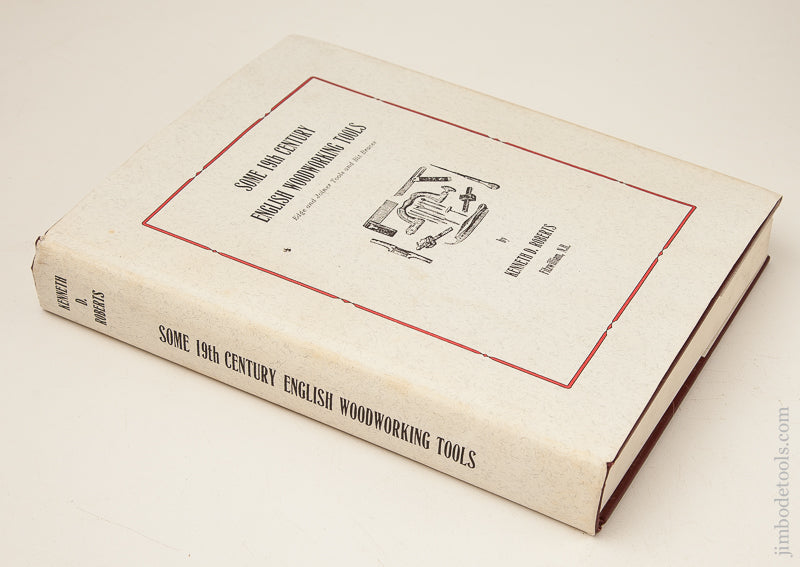 SOME 19th CENTURY
ENGLISH WOODWORKING TOOLS
Edge and Joiner Tools and Bit Braces
by
KENNETH D. ROBERTS
Fitzwilliam, N.H.
KENNETH
D.
ROBERTS
SOME 19th CENTURY ENGLISH WOODWORKING TOOLS
jimbodetools.com